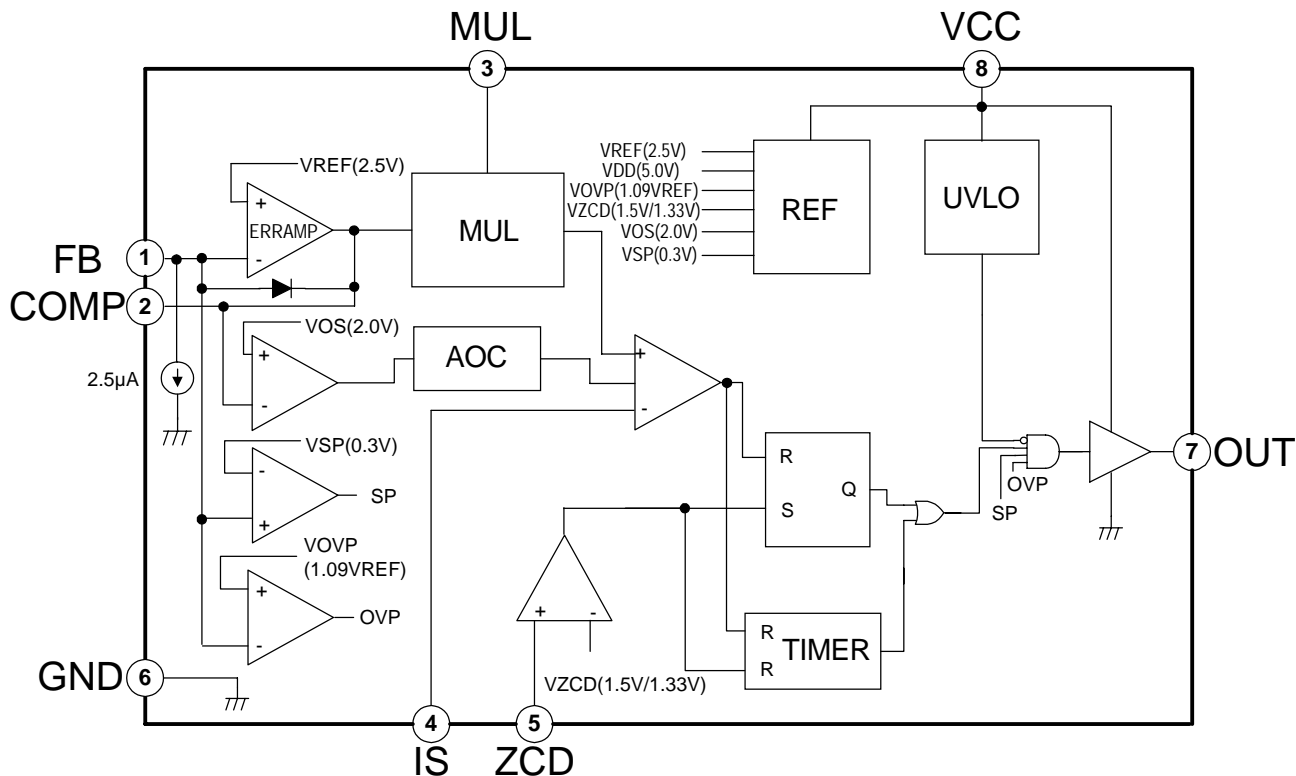 MUL
VCC
3
8
VREF(2.5V)
+
ERRAMP
-
MUL
VREF(2.5V)
VDD(5.0V)
VOVP(1.09VREF)
VZCD(1.5V/1.33V)
VOS(2.0V)
VSP(0.3V)
REF
UVLO
FB
1
COMP
2
2.5µA
VOS(2.0V)
+
-
AOC
+
-
VSP(0.3V)
-
+
SP
VOVP
(1.09VREF)
+
-
OVP
R
S
Q
OVP
SP
7
OUT
+
-
VZCD(1.5V/1.33V)
R
R
TIMER
GND
6
4
5
IS
ZCD